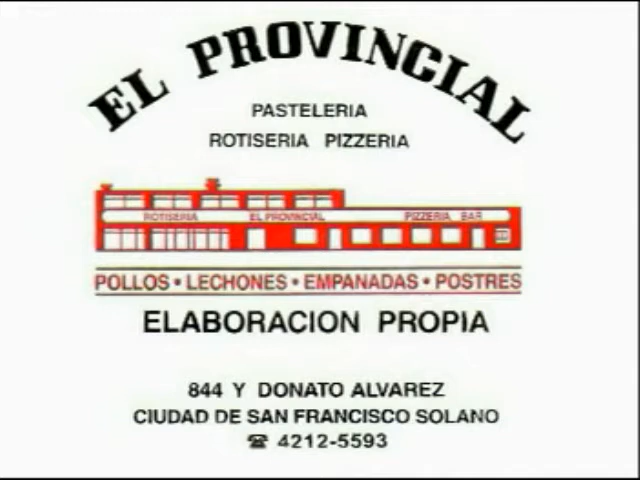 EL PROVINCIAL
PASTELERIA
ROTISERIA PIZZERIA
ROTISERIA EL PROVINCIAL PIZZERIA BAR
POLLOS • LECHONES • EMPANADAS • POSTRES
ELABORACION PROPIA
844 Y DONATO ALVAREZ
CIUDAD DE SAN FRANCISCO SOLANO
☎ 4212-5593